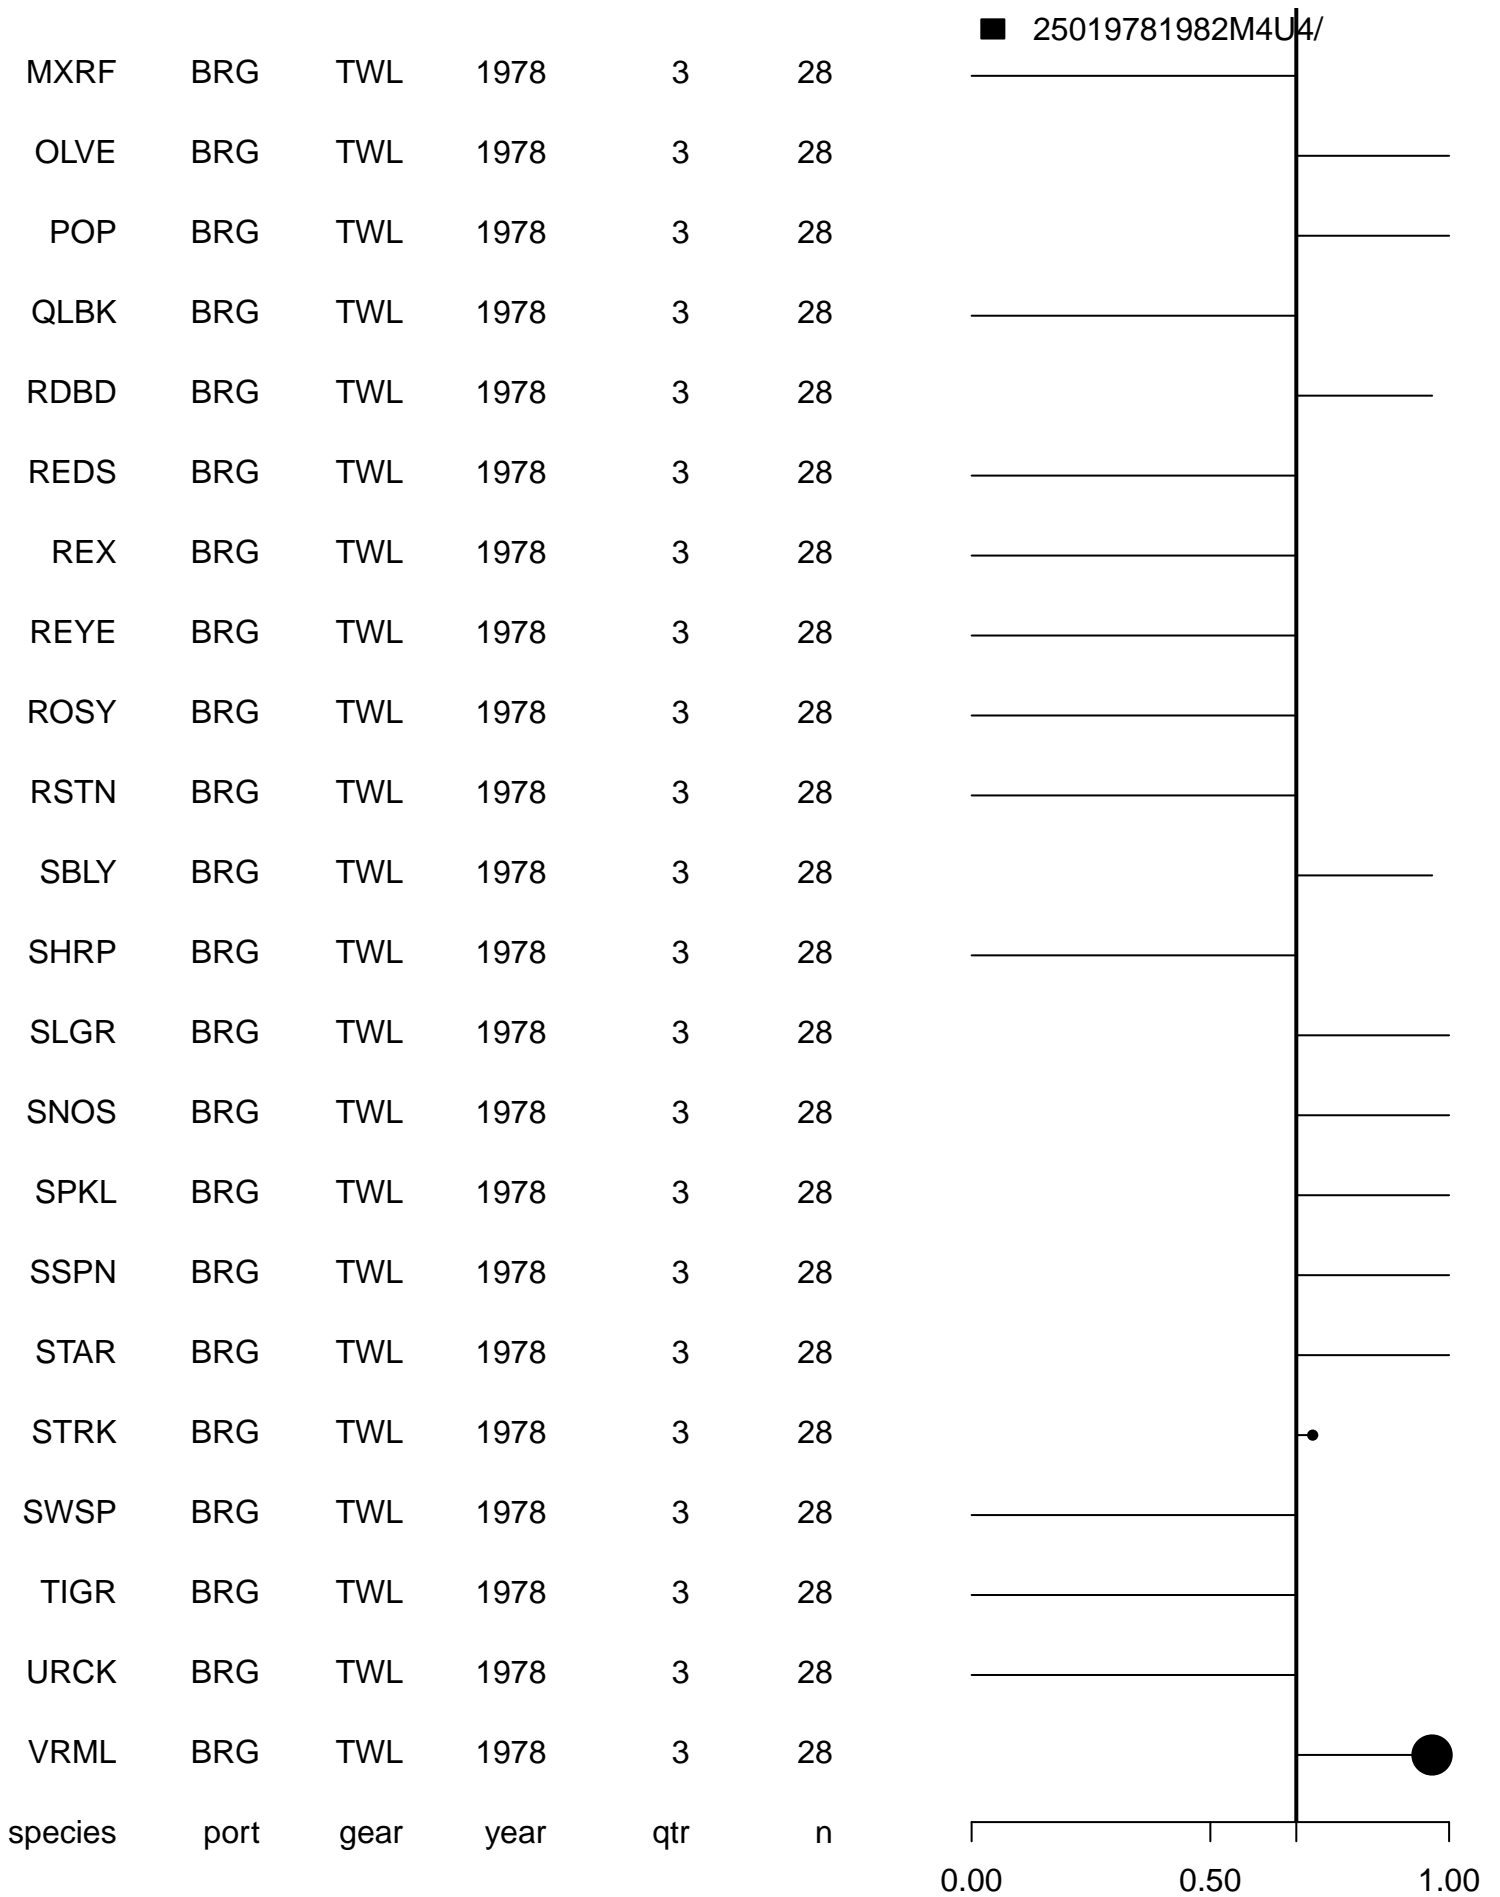 25019781982M4U4/
MXRF BRG TWL 1978 3 28
OLVE BRG TWL 1978 3 28
POP BRG TWL 1978 3 28
QLBK BRG TWL 1978 3 28
RDBD BRG TWL 1978 3 28
REDS BRG TWL 1978 3 28
REX BRG TWL 1978 3 28
REYE BRG TWL 1978 3 28
ROSY BRG TWL 1978 3 28
RSTN BRG TWL 1978 3 28
SBLY BRG TWL 1978 3 28
SHRP BRG TWL 1978 3 28
SLGR BRG TWL 1978 3 28
SNOS BRG TWL 1978 3 28
SPKL BRG TWL 1978 3 28
SSPN BRG TWL 1978 3 28
STAR BRG TWL 1978 3 28
STRK BRG TWL 1978 3 28
SWSP BRG TWL 1978 3 28
TIGR BRG TWL 1978 3 28
URCK BRG TWL 1978 3 28
VRML BRG TWL 1978 3 28
species port gear year qtr n
0.00 0.50 1.00